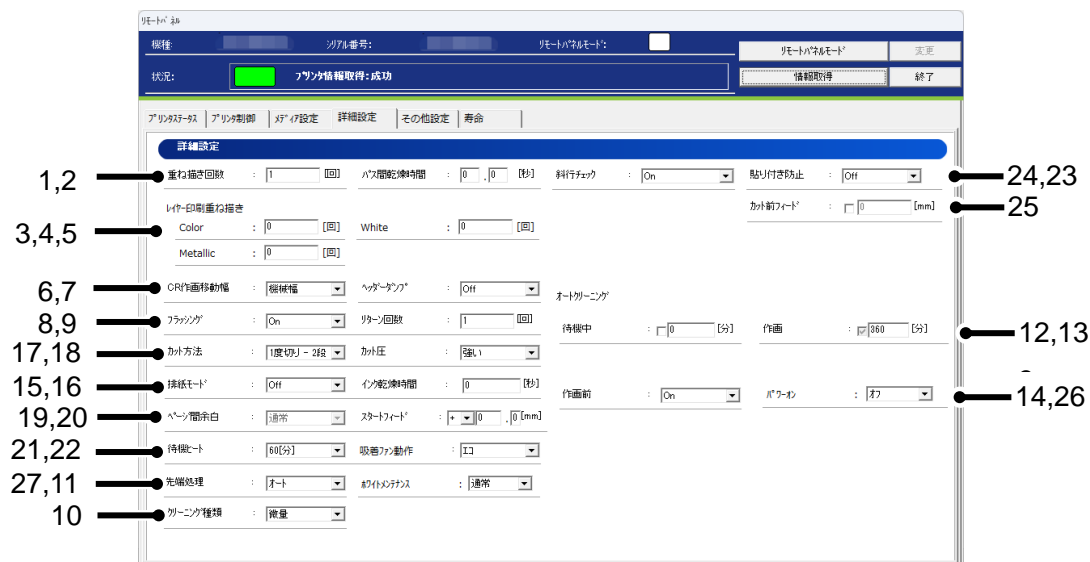 ﾘﾓｰﾄﾊﾟﾈﾙ
機種: ｼﾘｱﾙ番号: ﾘﾓｰﾄﾊﾟﾈﾙﾓｰﾄﾞ: ﾘﾓｰﾄﾊﾟﾈﾙﾓｰﾄﾞ 変更
状況: ﾌﾟﾘﾝﾀ情報取得:成功 情報取得 終了
ﾌﾟﾘﾝﾀｽﾃｰﾀｽ ﾌﾟﾘﾝﾀ制御 ﾒﾃﾞｨｱ設定 詳細設定 その他設定 寿命
詳細設定
1,2 重ね描き回数 : 1 [回] ﾊﾟｽ間乾燥時間 : 0 . 0 [秒] 斜行ﾁｪｯｸ : On 貼り付き防止 : Off 24,23
ｶｯﾄ前ﾌｨｰﾄﾞ : 0 [mm] 25
ﾚｲﾔｰ印刷重ね描き
3,4,5 Color : 0 [回] White : 0 [回]
Metallic : 0 [回]
6,7 CR作画移動幅 : 機械幅 ﾍｯﾀﾞｰﾀﾞﾝﾌﾟ : Off
ｵｰﾄｸﾘｰﾆﾝｸﾞ
8,9 ﾌﾗｯｼﾝｸﾞ : On ﾘﾀｰﾝ回数 : 1 [回]
待機中 : 0 [分] 作画 : 360 [分] 12,13
17,18 ｶｯﾄ方法 : 1度切り - 2段 ｶｯﾄ圧 : 強い
15,16 排紙ﾓｰﾄﾞ : Off ｲﾝｸ乾燥時間 : 0 [秒]
作画前 : On ﾊﾟﾜｰｵﾝ : ｵﾌ 14,26
19,20 ﾍﾟｰｼﾞ間余白 : 通常 ｽﾀｰﾄﾌｨｰﾄﾞ : + 0 . 0 [mm]
21,22 待機ﾋｰﾄ : 60[分] 吸着ﾌｧﾝ動作 : ｴｺ
27,11 先端処理 : ｵｰﾄ ﾎﾜｲﾄﾒﾝﾃﾅﾝｽ : 通常
10 ｸﾘｰﾆﾝｸﾞ種類 : 微量